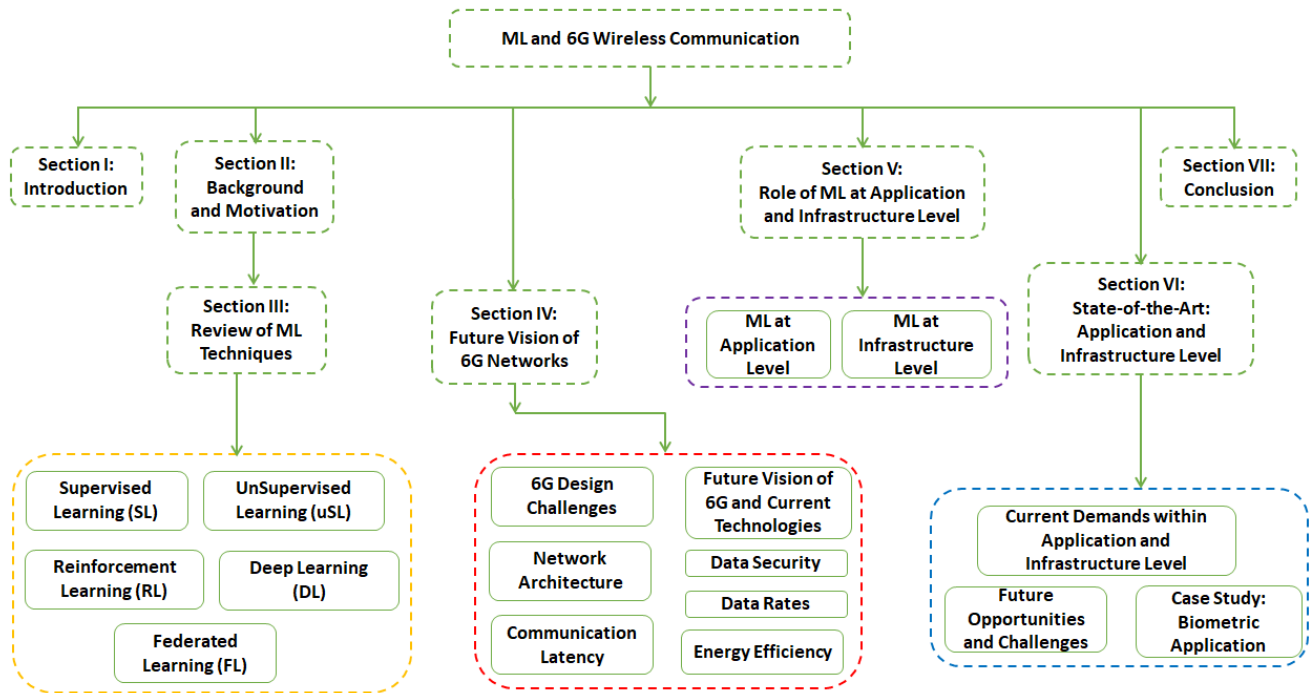 ML and 6G Wireless Communication
Section I:
Introduction
Section II:
Background
and Motivation
Section V:
Role of ML at Application
and Infrastructure Level
Section VII:
Conclusion
Section III:
Review of ML
Techniques
Section IV:
Future Vision of
6G Networks
ML at
Application
Level
ML at
Infrastructure
Level
Section VI:
State-of-the-Art:
Application and
Infrastructure Level
Supervised
Learning (SL)
UnSupervised
Learning (uSL)
Reinforcement
Learning (RL)
Deep Learning
(DL)
Federated
Learning (FL)
6G Design
Challenges
Future Vision of
6G and Current
Technologies
Network
Architecture
Data Security
Data Rates
Communication
Latency
Energy Efficiency
Current Demands within
Application and
Infrastructure Level
Future
Opportunities
and Challenges
Case Study:
Biometric
Application